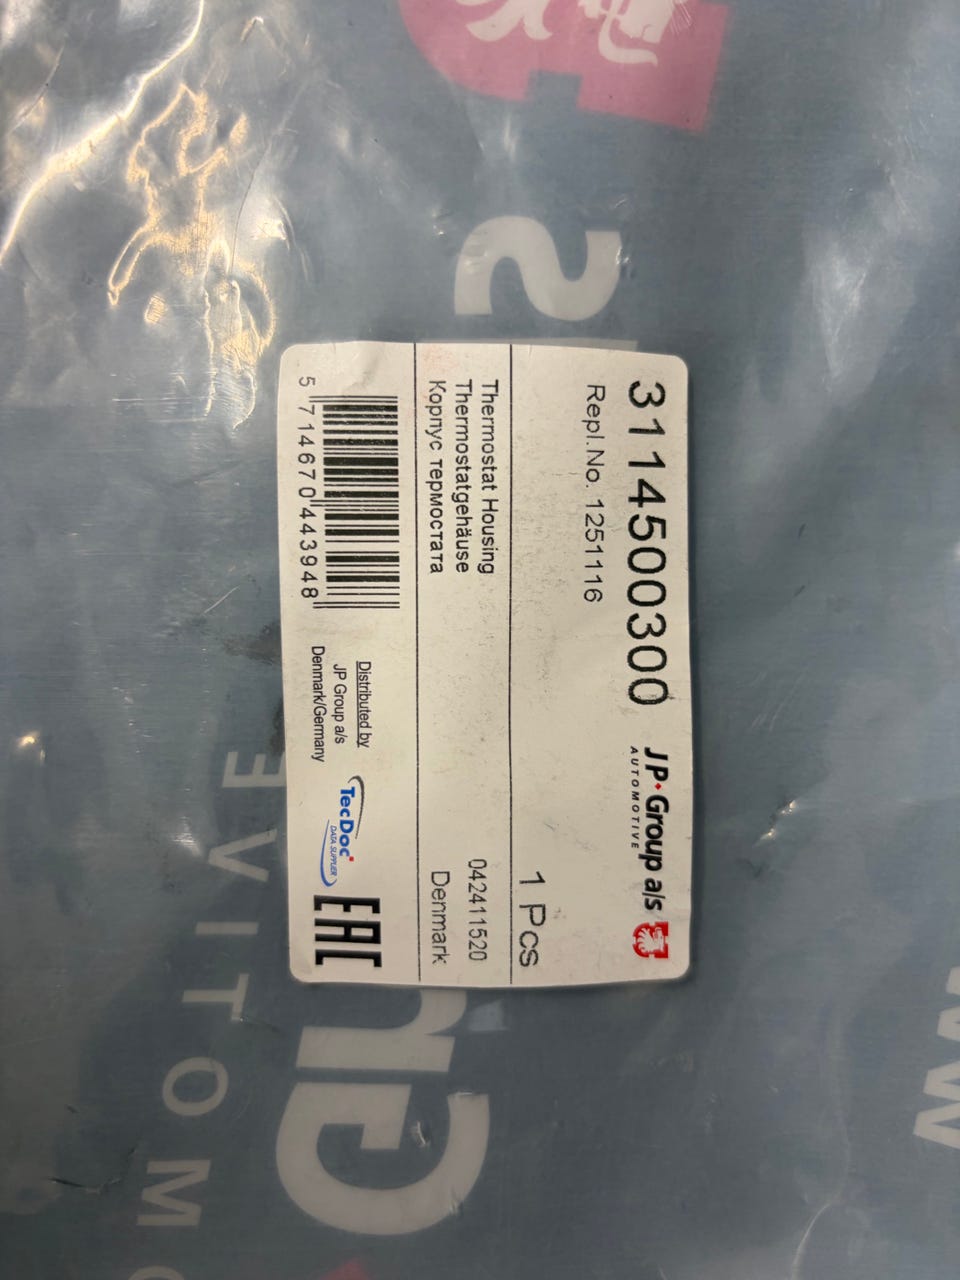 3114500300
JP Group a/s
AUTOMOTIVE
Repl.No. 1251116
1 Pcs
Thermostat Housing
042411520
Thermostatgehäuse
Корпус термостата
Denmark
5 714670 443948
Distributed by
JP Group a/s
Denmark/Germany
TecDoc
DATA SUPPLIER
EAC